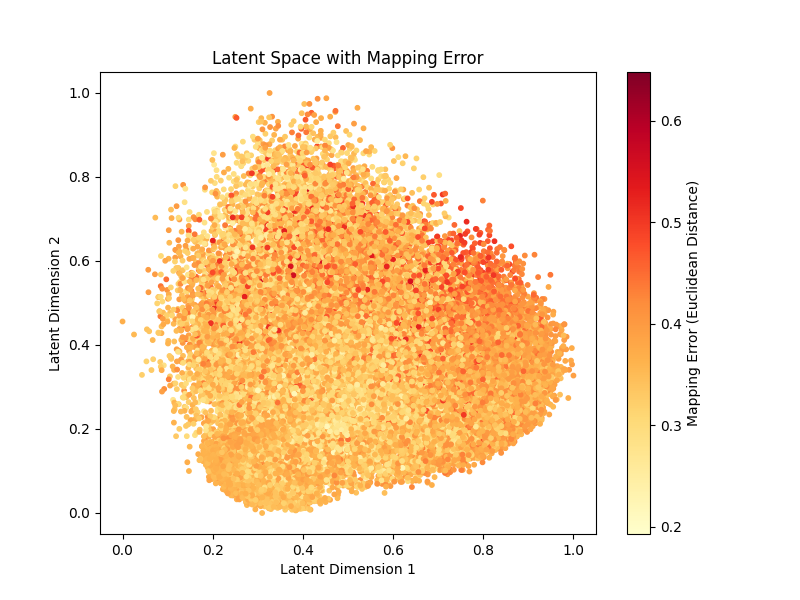 Latent Space with Mapping Error
1.0
0.8
0.6
0.4
0.2
0.0
Latent Dimension 2
0.0 0.2 0.4 0.6 0.8 1.0
Latent Dimension 1
0.6
0.5
0.4
0.3
0.2
Mapping Error (Euclidean Distance)